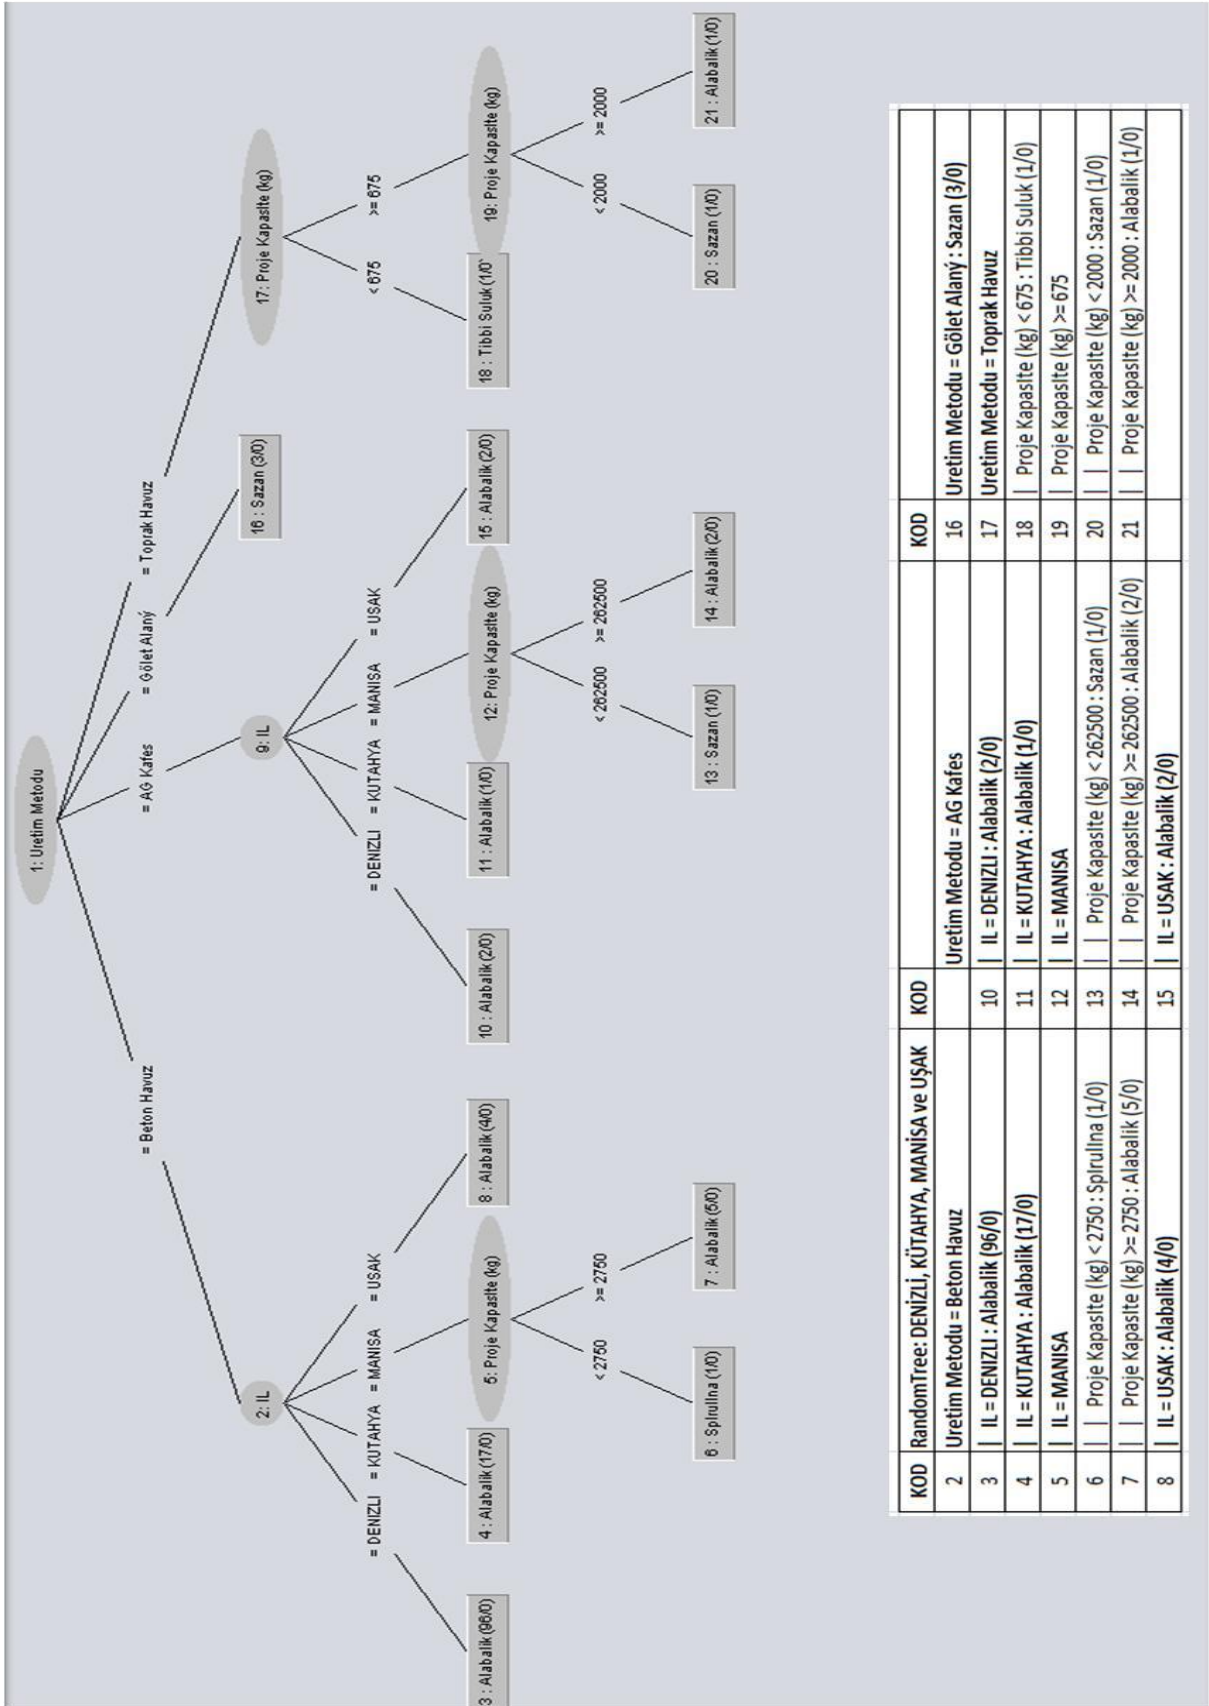 1: Uretim Metodu
= Beton Havuz
= AG Kafes
= Gölet Alaný
= Toprak Havuz
2: IL
9: IL
16 : Sazan (3/0)
17: Proje Kapasite (kg)
= DENIZLI
= KUTAHYA
= MANISA
= USAK
= DENIZLI
= KUTAHYA
= MANISA
= USAK
< 675
>= 675
3 : Alabalik (96/0)
4 : Alabalik (17/0)
5: Proje Kapasite (kg)
8 : Alabalik (4/0)
10 : Alabalik (2/0)
11 : Alabalik (1/0)
12: Proje Kapasite (kg)
15 : Alabalik (2/0)
18 : Tibbi Suluk (1/0)
19: Proje Kapasite (kg)
< 2750
>= 2750
< 262500
>= 262500
< 2000
>= 2000
6 : Spirulina (1/0)
7 : Alabalik (5/0)
13 : Sazan (1/0)
14 : Alabalik (2/0)
20 : Sazan (1/0)
21 : Alabalik (1/0)
KOD RandomTree: DENİZLİ, KÜTAHYA, MANİSA ve UŞAK KOD KOD
2 Uretim Metodu = Beton Havuz Uretim Metodu = AG Kafes 16 Uretim Metodu = Gölet Alaný : Sazan (3/0)
3 | IL = DENIZLI : Alabalik (96/0) 10 | IL = DENIZLI : Alabalik (2/0) 17 Uretim Metodu = Toprak Havuz
4 | IL = KUTAHYA : Alabalik (17/0) 11 | IL = KUTAHYA : Alabalik (1/0) 18 | Proje Kapasite (kg) < 675 : Tibbi Suluk (1/0)
5 | IL = MANISA 12 | IL = MANISA 19 | Proje Kapasite (kg) >= 675
6 | | Proje Kapasite (kg) < 2750 : Spirulina (1/0) 13 | | Proje Kapasite (kg) < 262500 : Sazan (1/0) 20 | | Proje Kapasite (kg) < 2000 : Sazan (1/0)
7 | | Proje Kapasite (kg) >= 2750 : Alabalik (5/0) 14 | | Proje Kapasite (kg) >= 262500 : Alabalik (2/0) 21 | | Proje Kapasite (kg) >= 2000 : Alabalik (1/0)
8 | IL = USAK : Alabalik (4/0) 15 | IL = USAK : Alabalik (2/0)